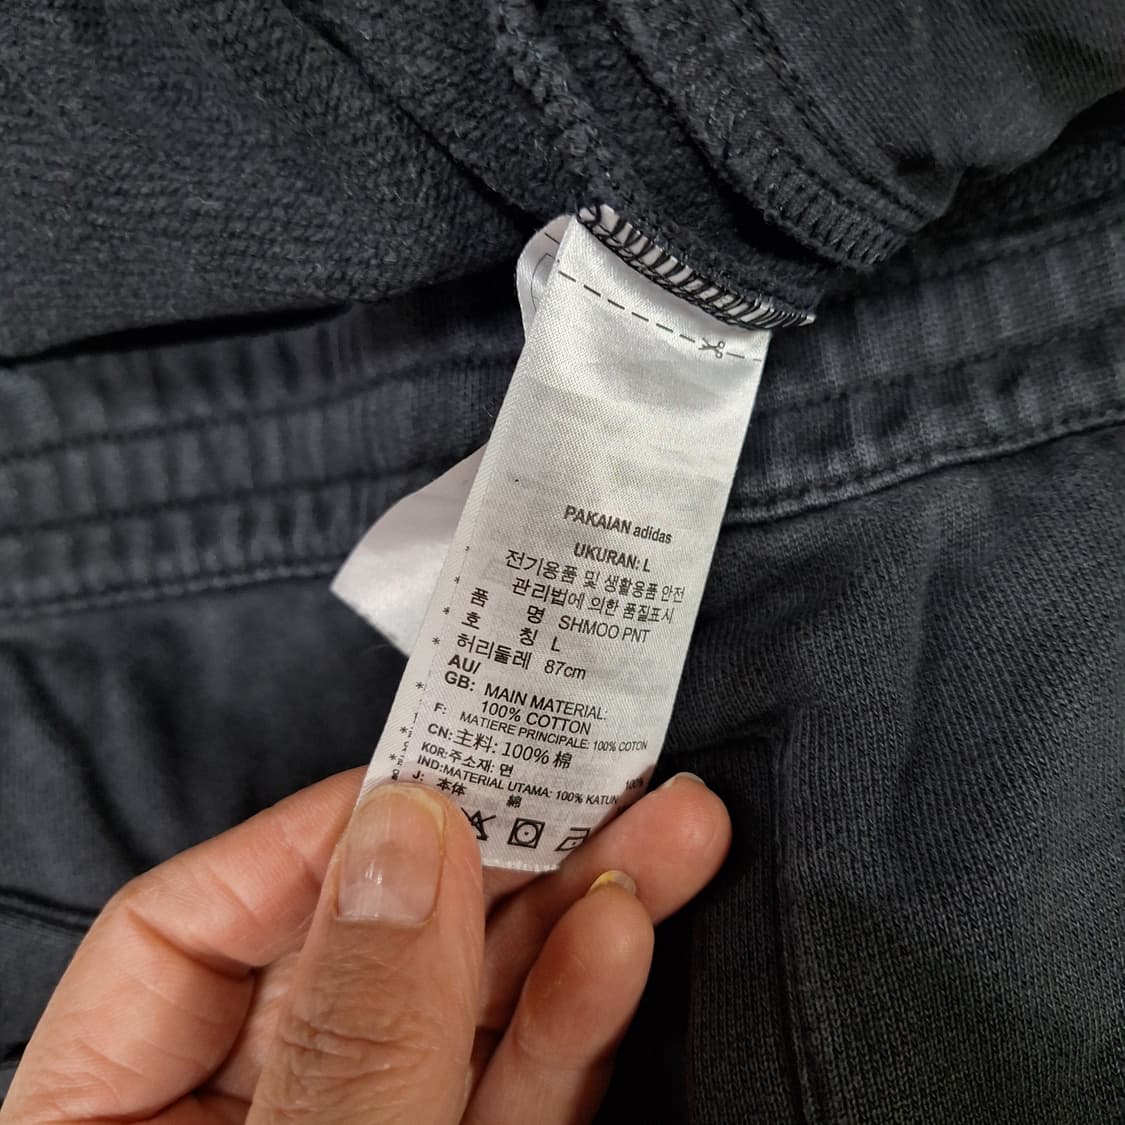 PAKAIAN adidas
UKURAN: L
전기용품 및 생활용품 안전
관리법에 의한 품질표시
품 명 SHMOO PNT
호 칭 L
허리둘레 87cm
AU/
GB: MAIN MATERIAL:
100% COTTON
F: MATIERE PRINCIPALE: 100% COTON
CN: 主料: 100% 棉
KOR: 주소재: 면 100%
IND: MATERIAL UTAMA: 100% KATUN
J: 本体 綿